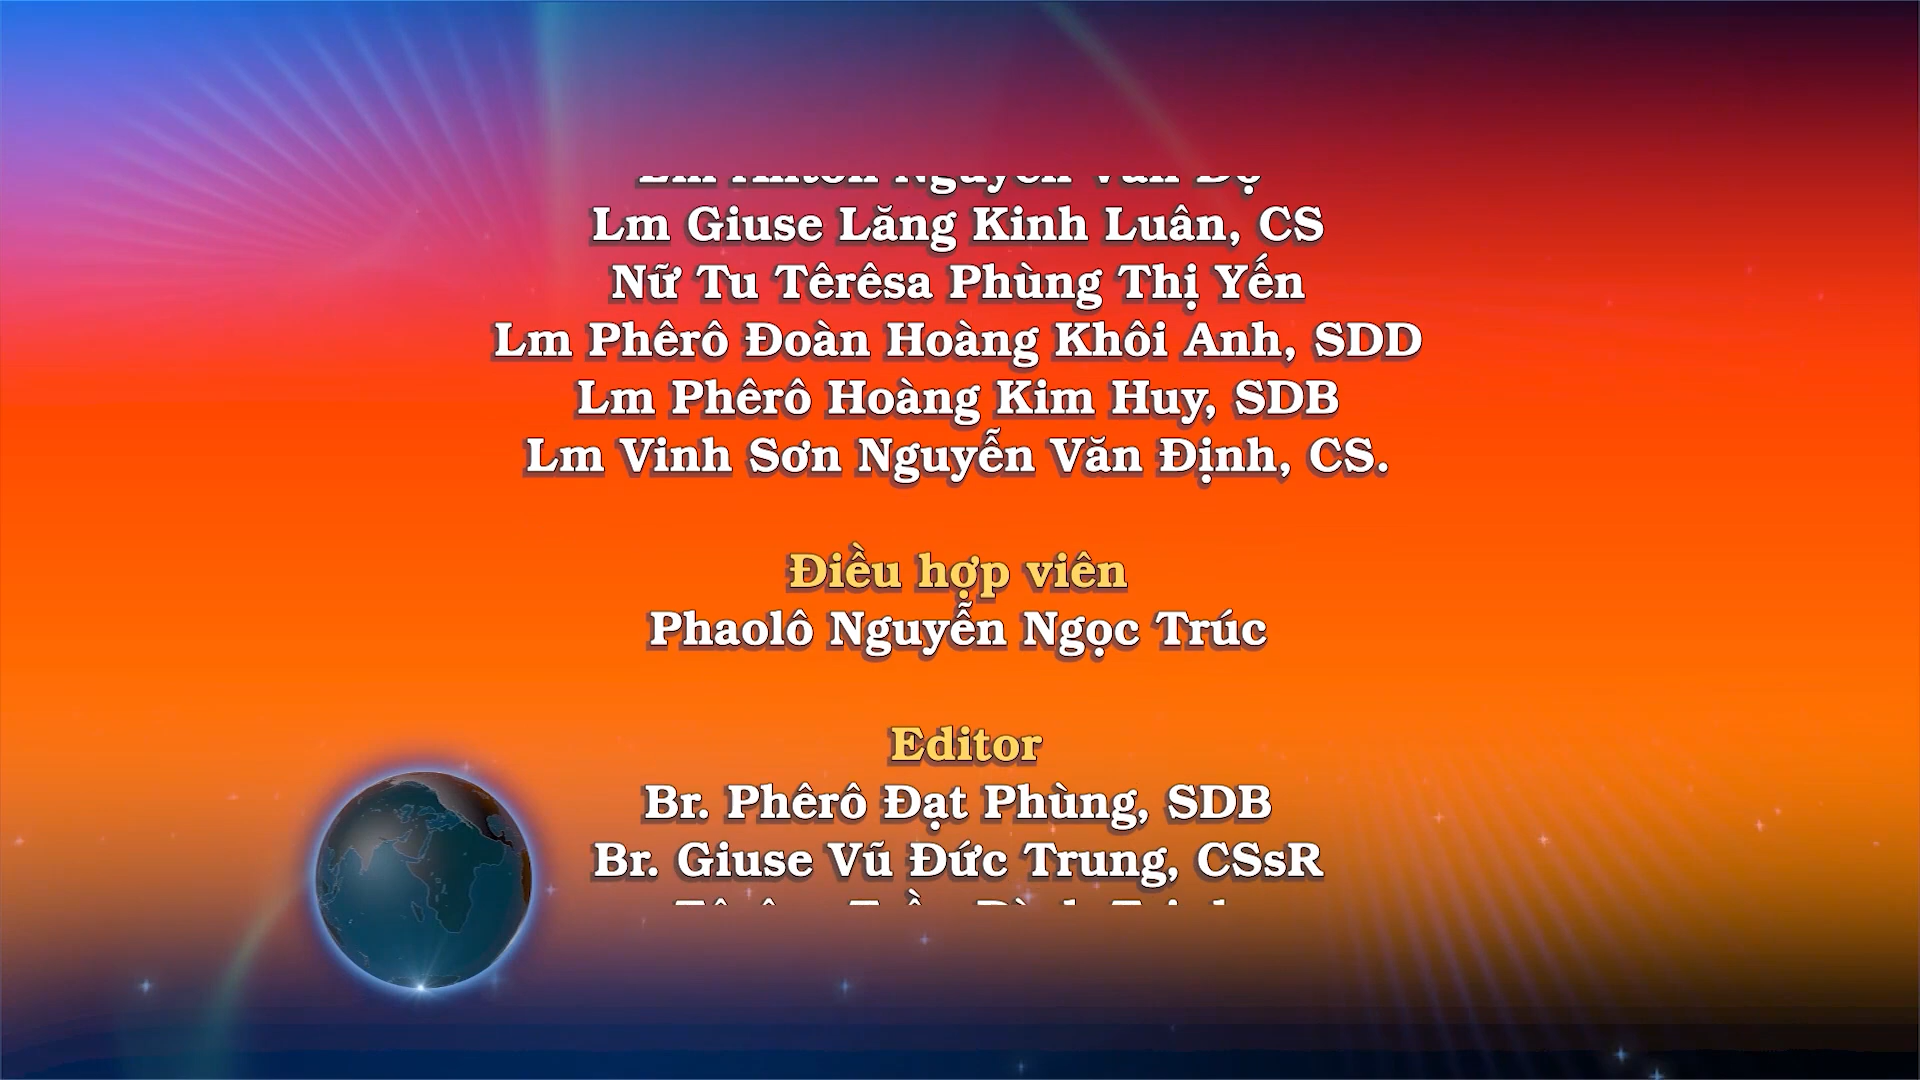 Nguyễn Văn
Lm Giuse Lăng Kinh Luân, CS
Nữ Tu Têrêsa Phùng Thị Yến
Lm Phêrô Đoàn Hoàng Khôi Anh, SDD
Lm Phêrô Hoàng Kim Huy, SDB
Lm Vinh Sơn Nguyễn Văn Định, CS.
Điều hợp viên
Phaolô Nguyễn Ngọc Trúc
Editor
Br. Phêrô Đạt Phùng, SDB
Br. Giuse Vũ Đức Trung, CSsR